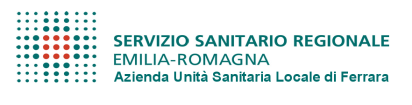 SERVIZIO SANITARIO REGIONALE
EMILIA-ROMAGNA
Azienda Unità Sanitaria Locale di Ferrara